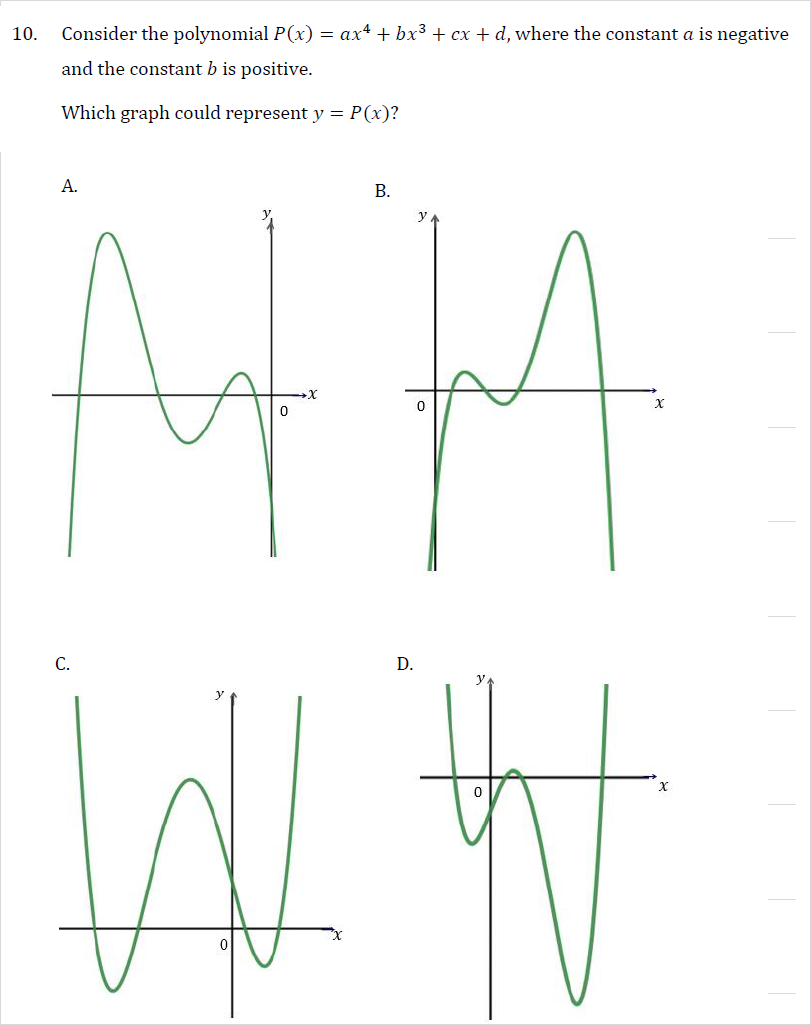 10. Consider the polynomial P(x) = ax⁴ + bx³ + cx + d, where the constant a is negative
and the constant b is positive.
Which graph could represent y = P(x)?
A.
B.
y
y
x
0
0
x
C.
D.
y
y
0
x
0
x